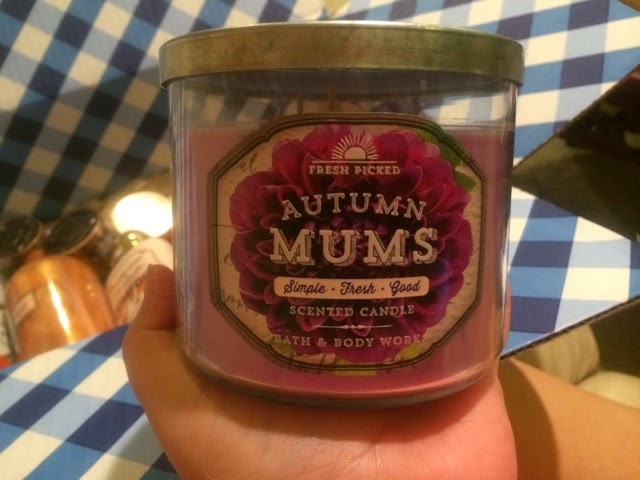 FRESH PICKED
AUTUMN
MUMS
Simple · Fresh · Good
SCENTED CANDLE
BATH & BODY WORKS